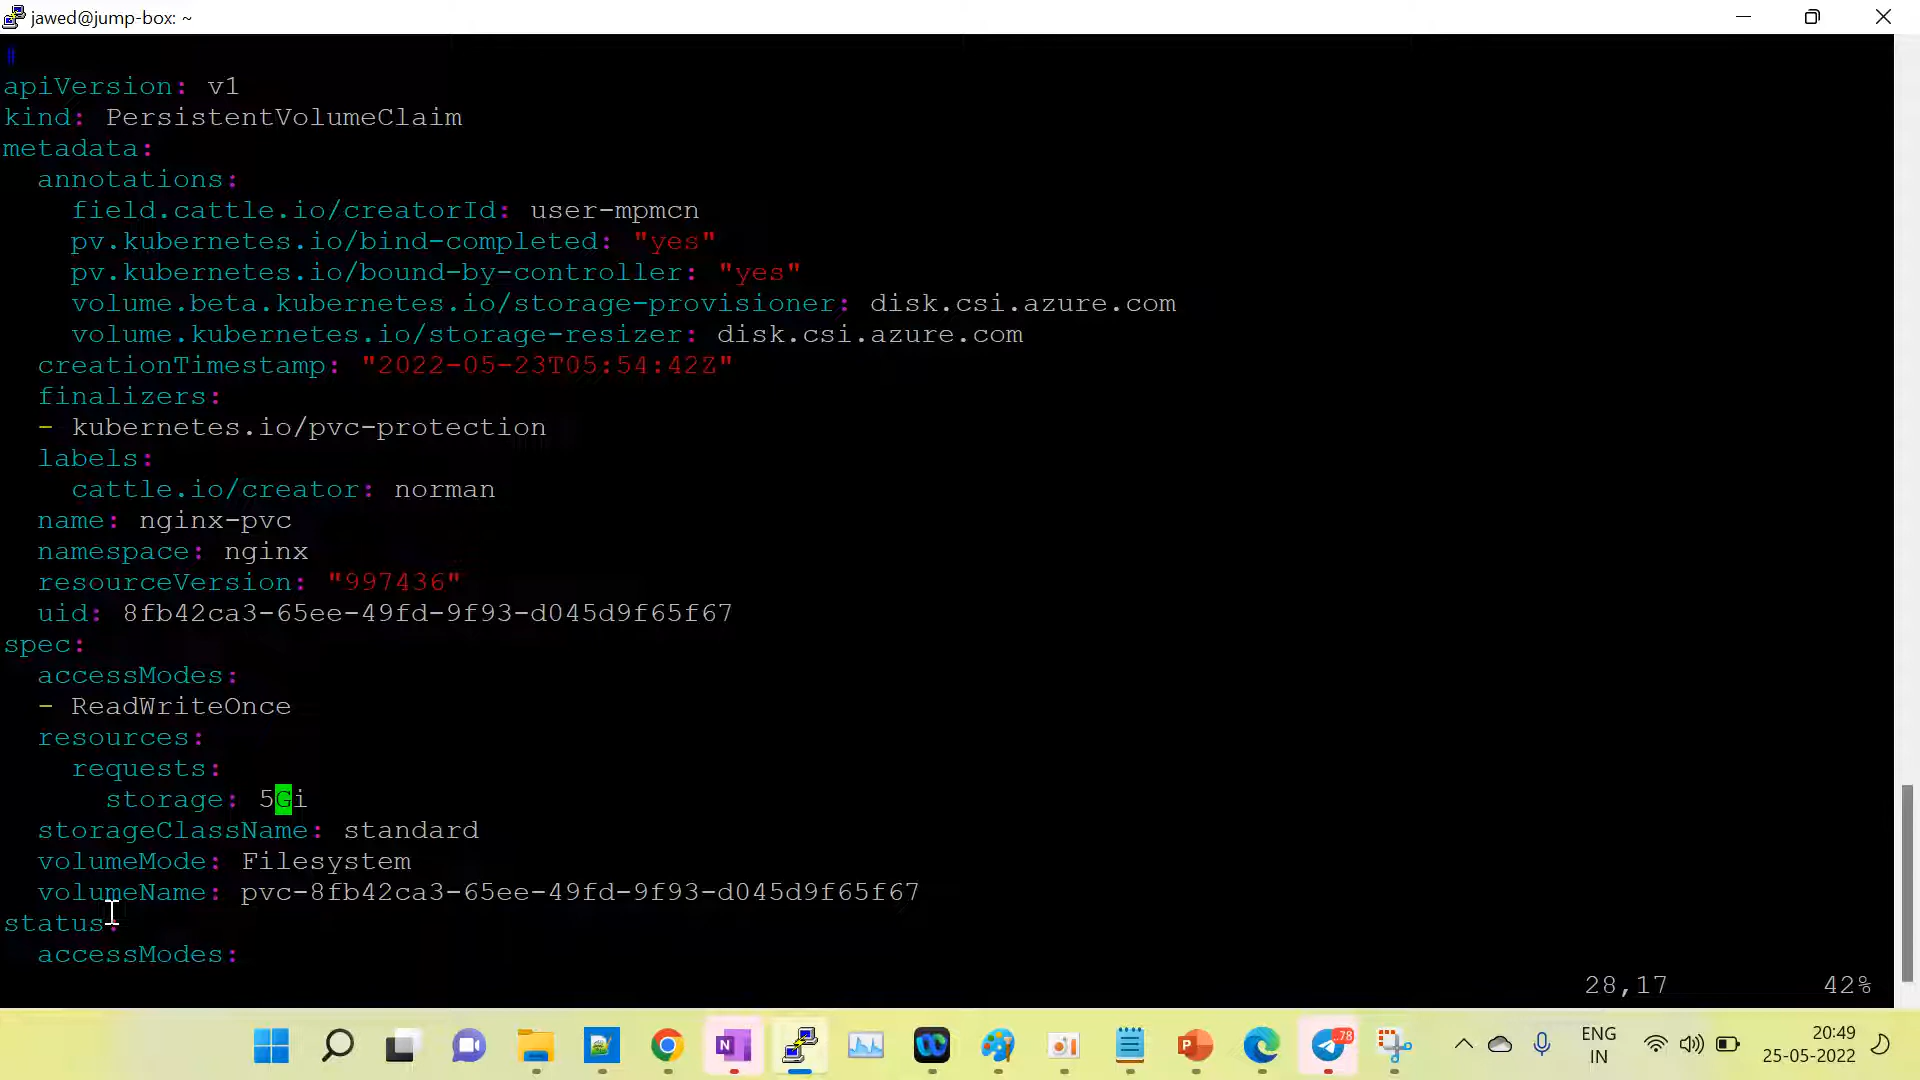 jawed@jump-box: ~
#
apiVersion: v1
kind: PersistentVolumeClaim
metadata:
  annotations:
    field.cattle.io/creatorId: user-mpmcn
    pv.kubernetes.io/bind-completed: "yes"
    pv.kubernetes.io/bound-by-controller: "yes"
    volume.beta.kubernetes.io/storage-provisioner: disk.csi.azure.com
    volume.kubernetes.io/storage-resizer: disk.csi.azure.com
  creationTimestamp: "2022-05-23T05:54:42Z"
  finalizers:
  - kubernetes.io/pvc-protection
  labels:
    cattle.io/creator: norman
  name: nginx-pvc
  namespace: nginx
  resourceVersion: "997436"
  uid: 8fb42ca3-65ee-49fd-9f93-d045d9f65f67
spec:
  accessModes:
  - ReadWriteOnce
  resources:
    requests:
      storage: 5Gi
  storageClassName: standard
  volumeMode: Filesystem
  volumeName: pvc-8fb42ca3-65ee-49fd-9f93-d045d9f65f67
status:
  accessModes:
28,17 42%
78
ENG
IN
20:49
25-05-2022